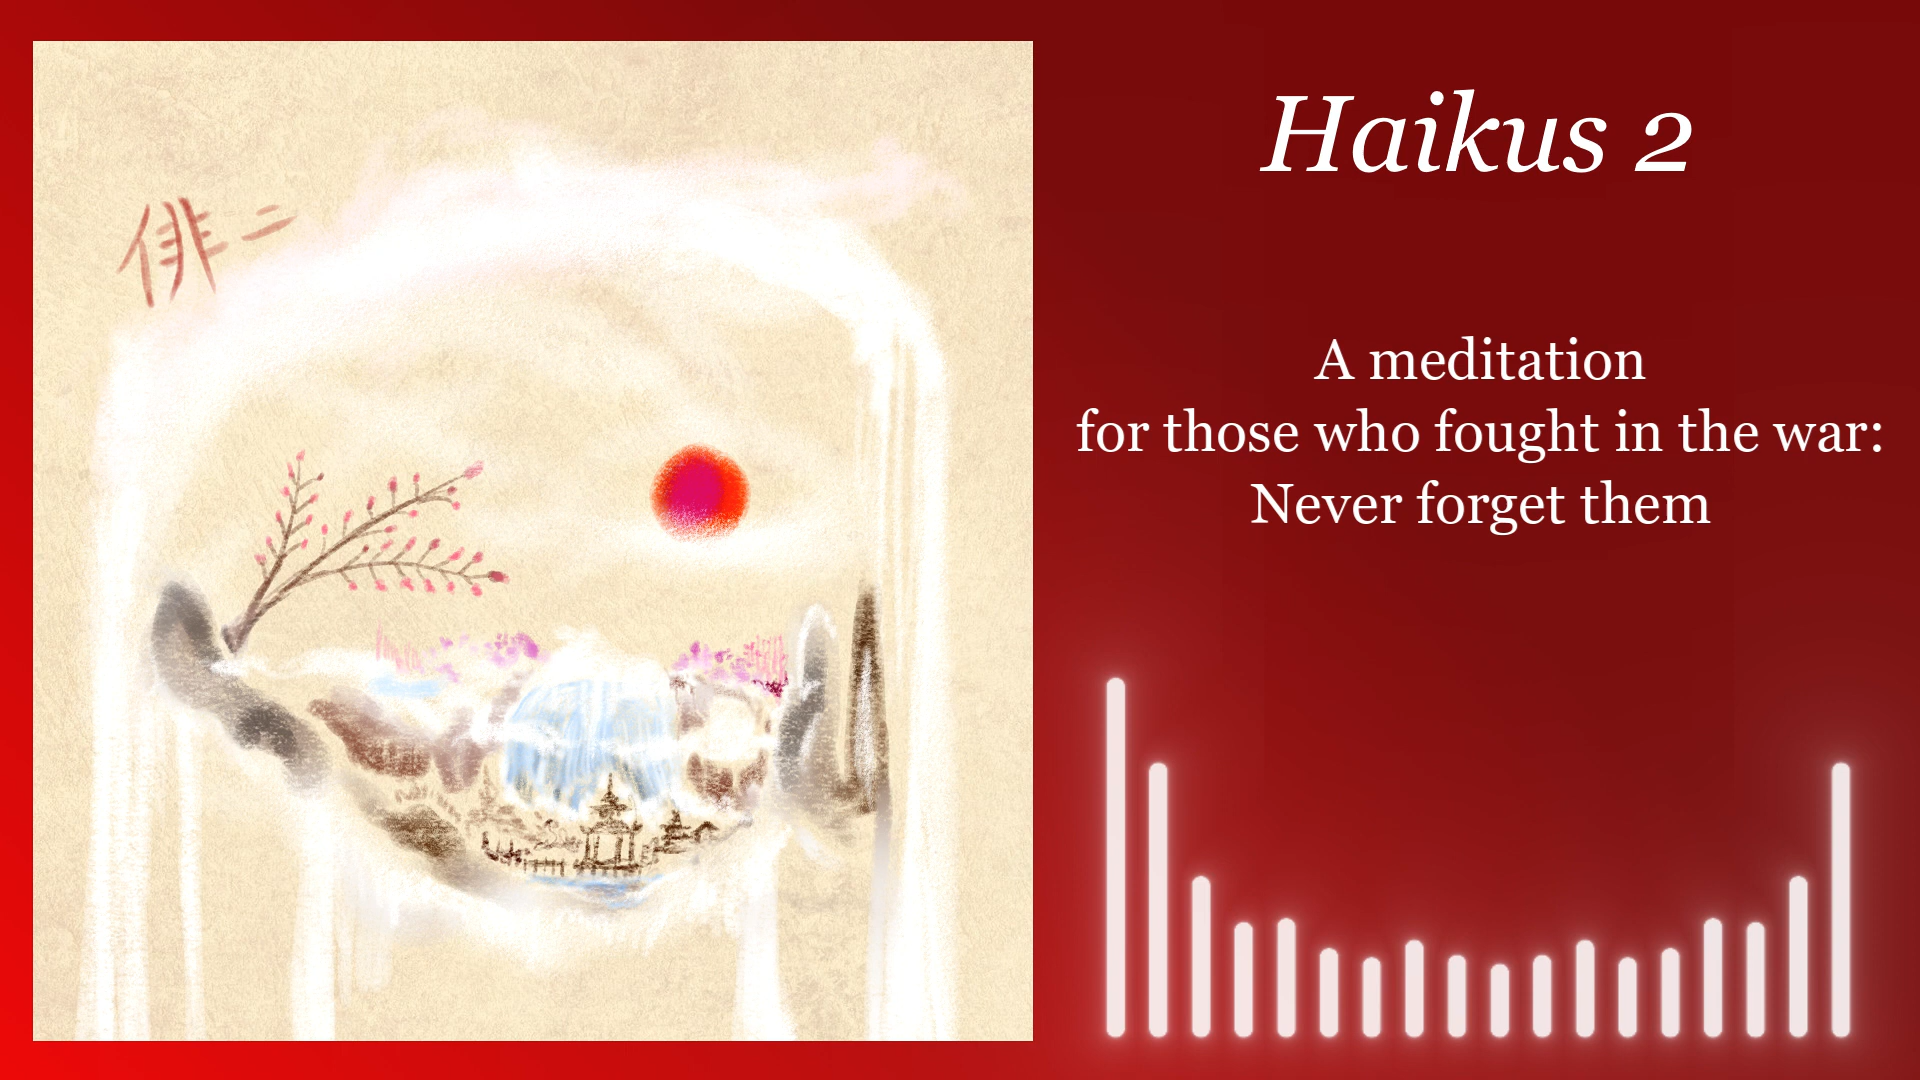 俳二
Haikus 2
A meditation
for those who fought in the war:
Never forget them